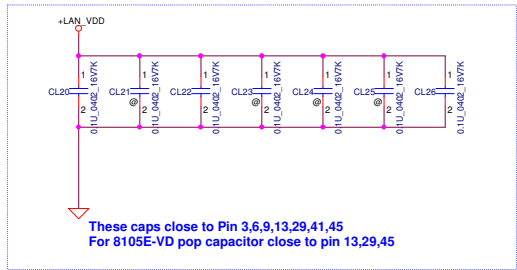 +LAN_VDD
1 1 1 1 1 1 1
CL20 CL21 CL22 CL23 CL24 CL25 CL26
@ @ @ @
2 2 2 2 2 2 2
0.1U_0402_16V7K 0.1U_0402_16V7K 0.1U_0402_16V7K 0.1U_0402_16V7K 0.1U_0402_16V7K 0.1U_0402_16V7K 0.1U_0402_16V7K
These caps close to Pin 3,6,9,13,29,41,45
For 8105E-VD pop capacitor close to pin 13,29,45